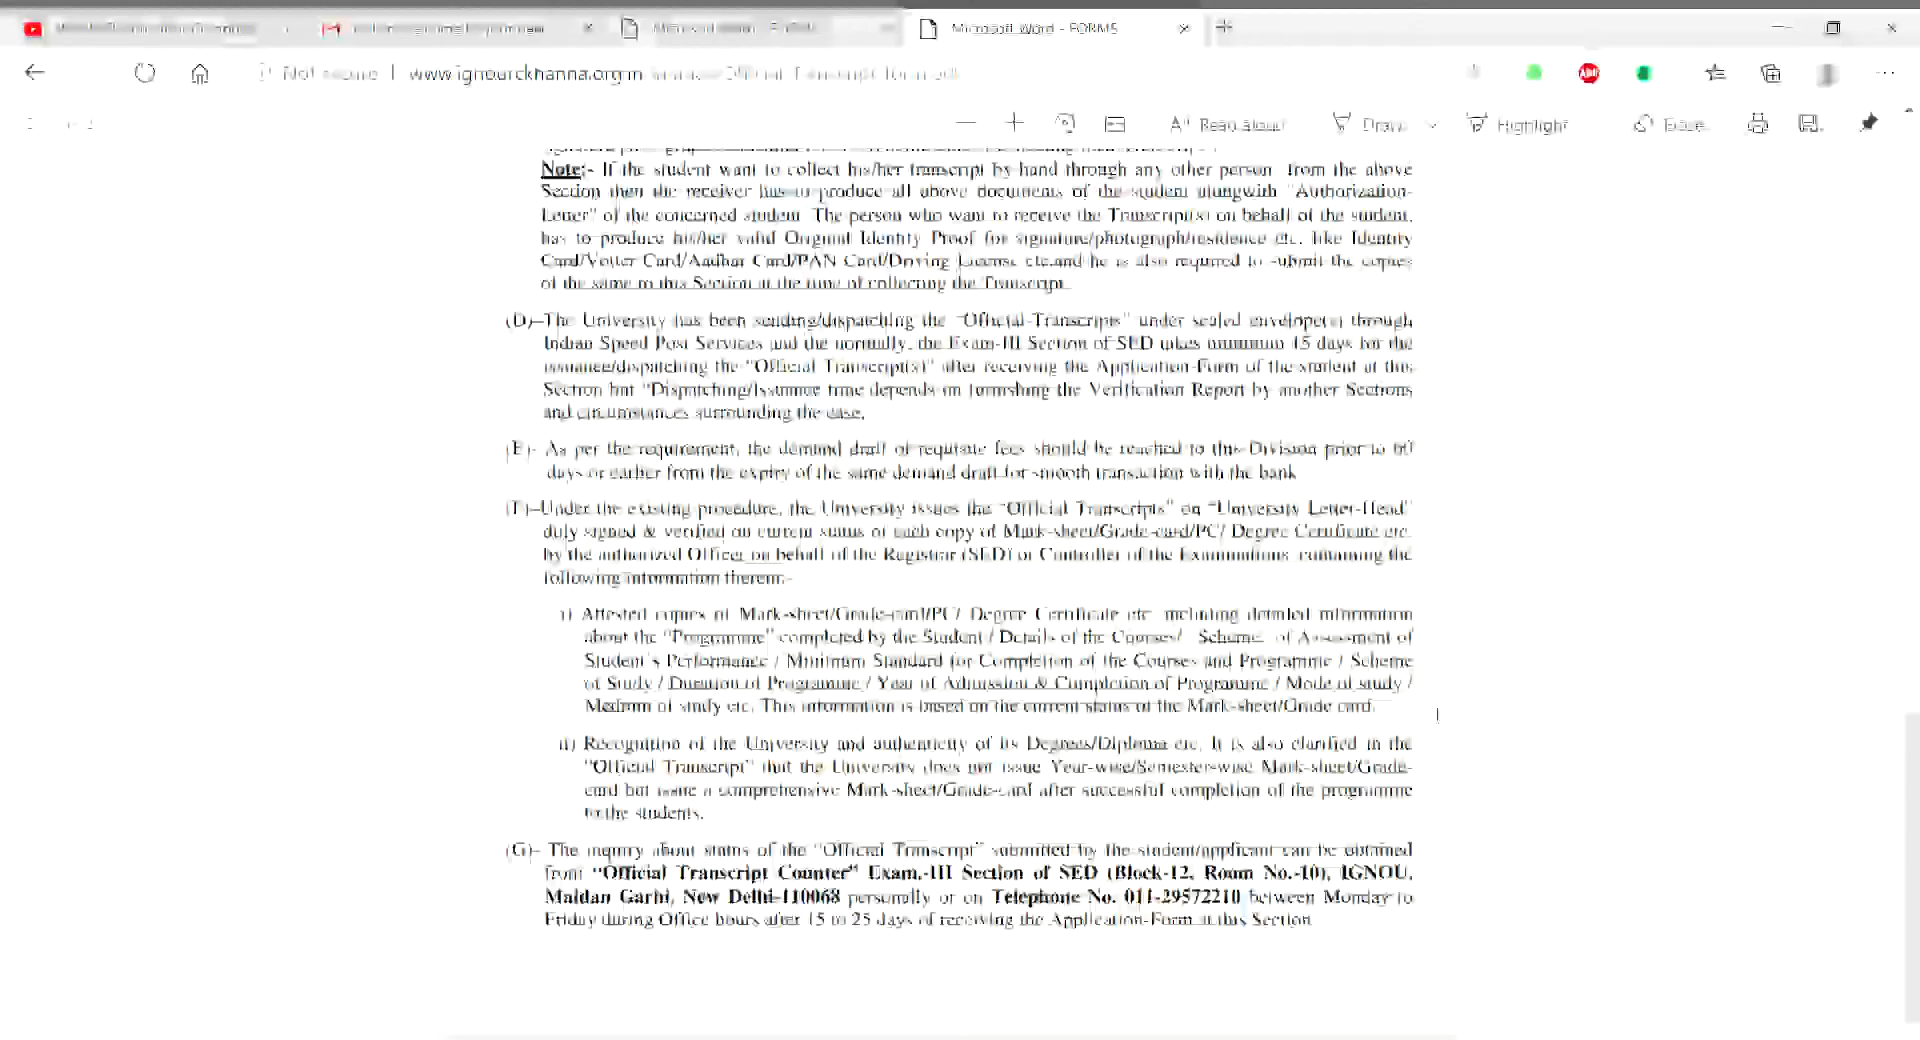 Microsoft Word - FORMS
Not secure | www.ignourckhanna.org.in
Read aloud Draw Highlight Erase
Note:- If the student want to collect his/her transcript by hand through any other person from the above
Section then the receiver has to produce all above documents of the student alongwith "Authorization-
Letter" of the concerned student. The person who want to receive the Transcript(s) on behalf of the student,
has to produce his/her valid Original Identity Proof for signature/photograph/residence etc. like Identity
Card/Votter Card/Aadhar Card/PAN Card/Driving License etc.and he is also required to submit the copies
of the same to this Section at the time of collecting the Transcript.
(D)–The University has been sending/dispatching the "Official-Transcripts" under sealed envelope(s) through
Indian Speed Post Services and the normally, the Exam-III Section of SED takes minimum 15 days for the
issuance/dispatching the "Official Transcript(s)" after receiving the Application-Form of the student at this
Section but "Dispatching/Issuance time depends on furnishing the Verification Report by another Sections
and circumstances surrounding the case.
(E)- As per the requirement, the demand draft of requisite fees should be reached to this Division prior to
days or earlier from the expiry of the same demand draft for smooth transaction with the bank
(F)–Under the existing procedure, the University issues the "Official Transcripts" on "University Letter-Head"
duly signed & verified on current status of each copy of Mark-sheet/Grade-card/PC/ Degree Certificate etc.
by the authorized Officer on behalf of the Registrar (SED) or Controller of the Examinations containing the
following information therein:-
i) Attested copies of Mark-sheet/Grade-card/PC/ Degree Certificate etc. including detailed information
about the "Programme" completed by the Student / Details of the Courses/ Scheme of Assessment of
Student's Performance / Minimum Standard for Completion of the Courses and Programme / Scheme
of Study / Duration of Programme / Year of Admission & Completion of Programme / Mode of study /
Medium of study etc. This information is based on the current status of the Mark-sheet/Grade card.
ii) Recognition of the University and authenticity of its Degrees/Diploma etc. It is also clarified in the
"Official Transcript" that the University does not issue Year-wise/Semester-wise Mark-sheet/Grade-
card but issue a comprehensive Mark-sheet/Grade-card after successful completion of the programme
to the students.
(G)– The inquiry about status of the "Official Transcript" submitted by the student/applicant can be obtained
from "Official Transcript Counter" Exam.-III Section of SED (Block-12, Room No.-10), IGNOU,
Maidan Garhi, New Delhi-110068 personally or on Telephone No. 011-29572210 between Monday to
Friday during Office hours after 15 to 25 days of receiving the Application-Form at this Section